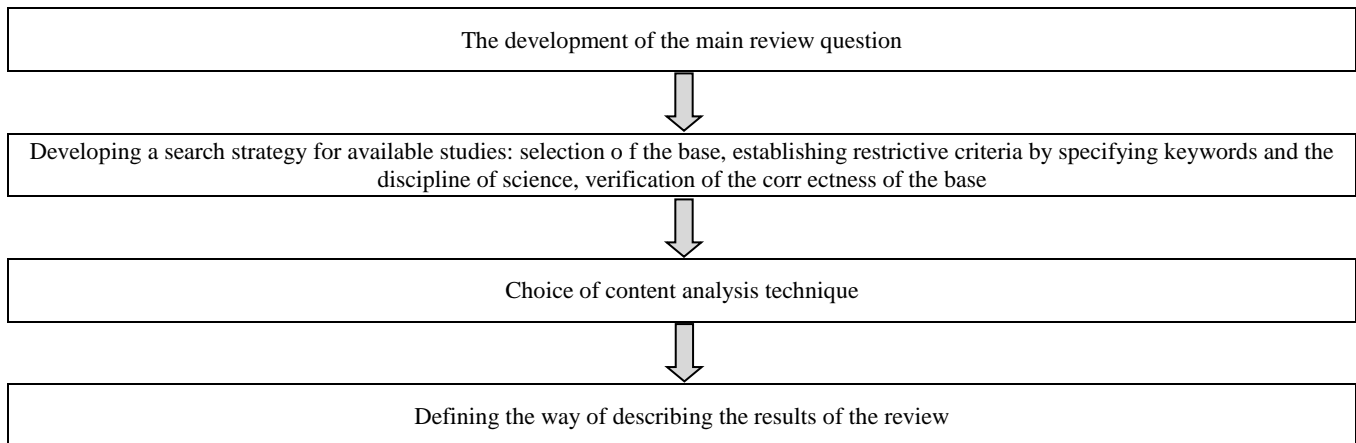 The development of the main review question
Developing a search strategy for available studies: selection o f the base, establishing restrictive criteria by specifying keywords and the
discipline of science, verification of the corr ectness of the base
Choice of content analysis technique
Defining the way of describing the results of the review